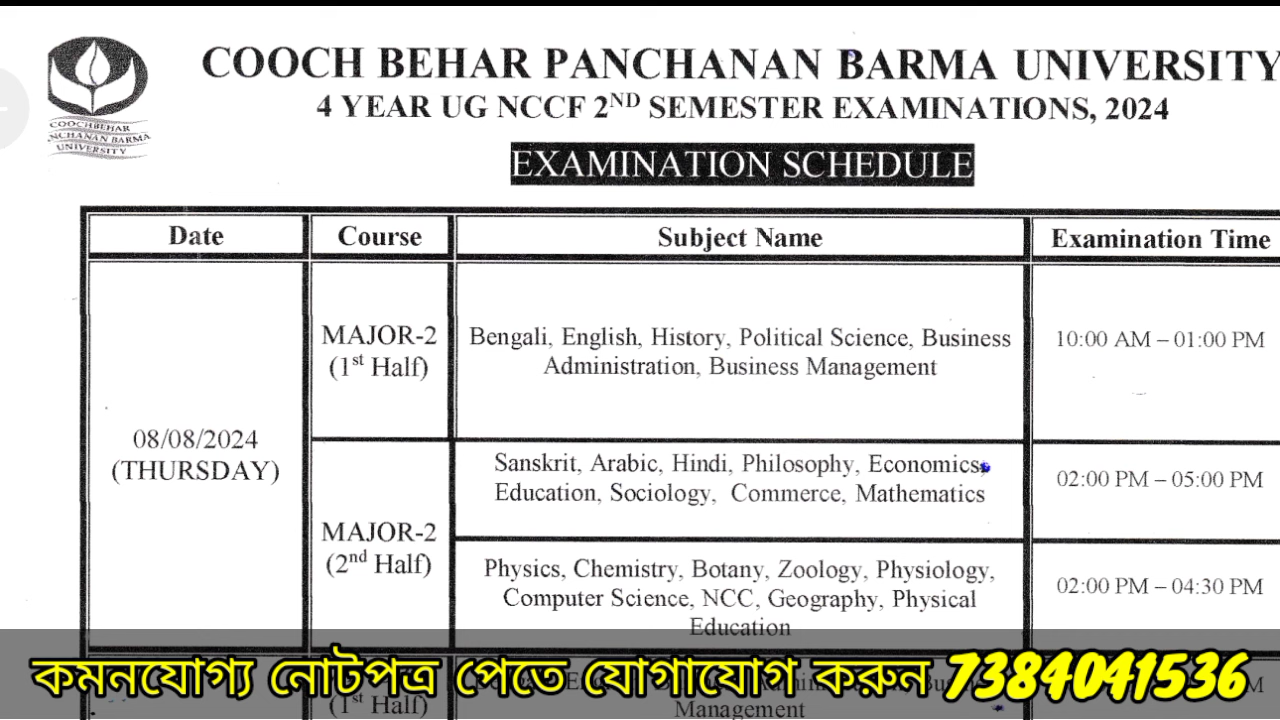 COOCH BEHAR PANCHANAN BARMA UNIVERSITY
4 YEAR UG NCCF 2ND SEMESTER EXAMINATIONS, 2024
COOCHBEHAR
NCHANAN BARMA
UNIVERSITY
EXAMINATION SCHEDULE
Date Course Subject Name Examination Time
08/08/2024
(THURSDAY)
MAJOR-2
(1st Half)
Bengali, English, History, Political Science, Business
Administration, Business Management
10:00 AM – 01:00 PM
MAJOR-2
(2nd Half)
Sanskrit, Arabic, Hindi, Philosophy, Economics,
Education, Sociology, Commerce, Mathematics
02:00 PM – 05:00 PM
Physics, Chemistry, Botany, Zoology, Physiology,
Computer Science, NCC, Geography, Physical
Education
02:00 PM – 04:30 PM
কমনযোগ্য নোটপত্র পেতে যোগাযোগ করুন 7384041536
(1st Half)
Management